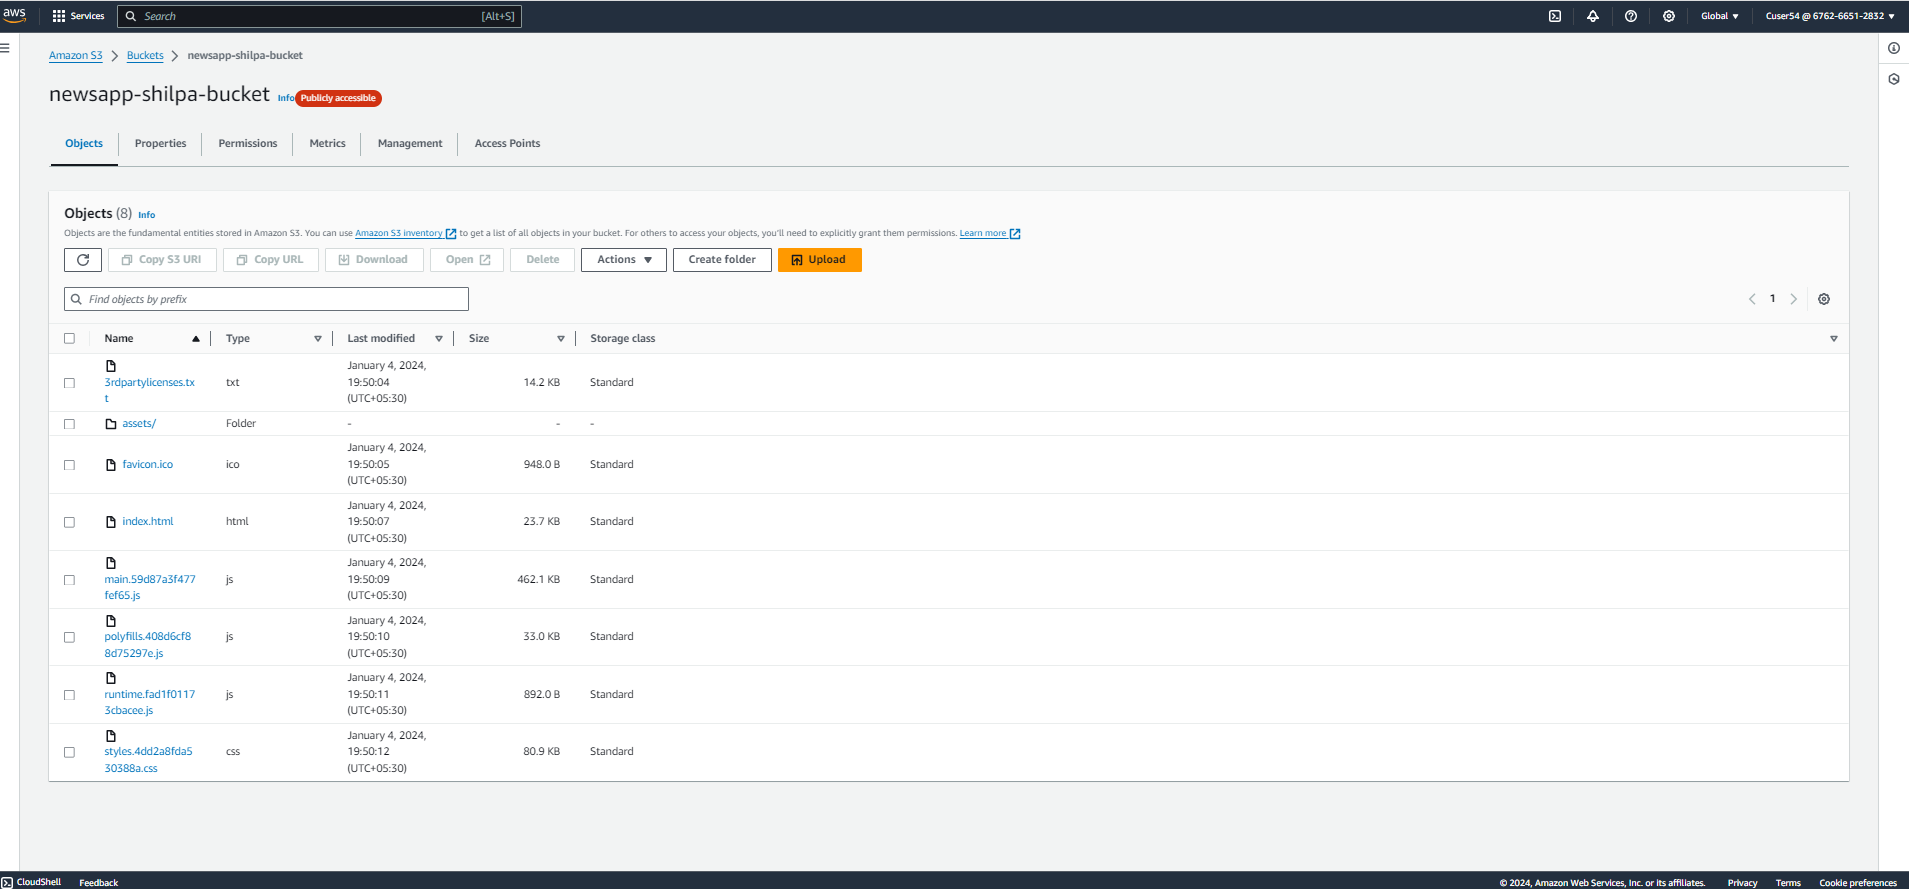 aws
Services
Search
[Alt+S]
Global
Cuser54 @ 6762-6651-2832
Amazon S3
Buckets
newsapp-shilpa-bucket
newsapp-shilpa-bucket
Info
Publicly accessible
Objects
Properties
Permissions
Metrics
Management
Access Points
Objects (8)
Info
Objects are the fundamental entities stored in Amazon S3. You can use Amazon S3 inventory to get a list of all objects in your bucket. For others to access your objects, you'll need to explicitly grant them permissions. Learn more
Copy S3 URI
Copy URL
Download
Open
Delete
Actions
Create folder
Upload
Find objects by prefix
1
Name
Type
Last modified
Size
Storage class
3rdpartylicenses.tx
t
txt
January 4, 2024,
19:50:04
(UTC+05:30)
14.2 KB
Standard
assets/
Folder
-
-
-
favicon.ico
ico
January 4, 2024,
19:50:05
(UTC+05:30)
948.0 B
Standard
index.html
html
January 4, 2024,
19:50:07
(UTC+05:30)
23.7 KB
Standard
main.59d87a3f477
fef65.js
js
January 4, 2024,
19:50:09
(UTC+05:30)
462.1 KB
Standard
polyfills.408d6cf8
8d75297e.js
js
January 4, 2024,
19:50:10
(UTC+05:30)
33.0 KB
Standard
runtime.fad1f0117
3cbacee.js
js
January 4, 2024,
19:50:11
(UTC+05:30)
892.0 B
Standard
styles.4dd2a8fda5
30388a.css
css
January 4, 2024,
19:50:12
(UTC+05:30)
80.9 KB
Standard
CloudShell
Feedback
© 2024, Amazon Web Services, Inc. or its affiliates.
Privacy
Terms
Cookie preferences